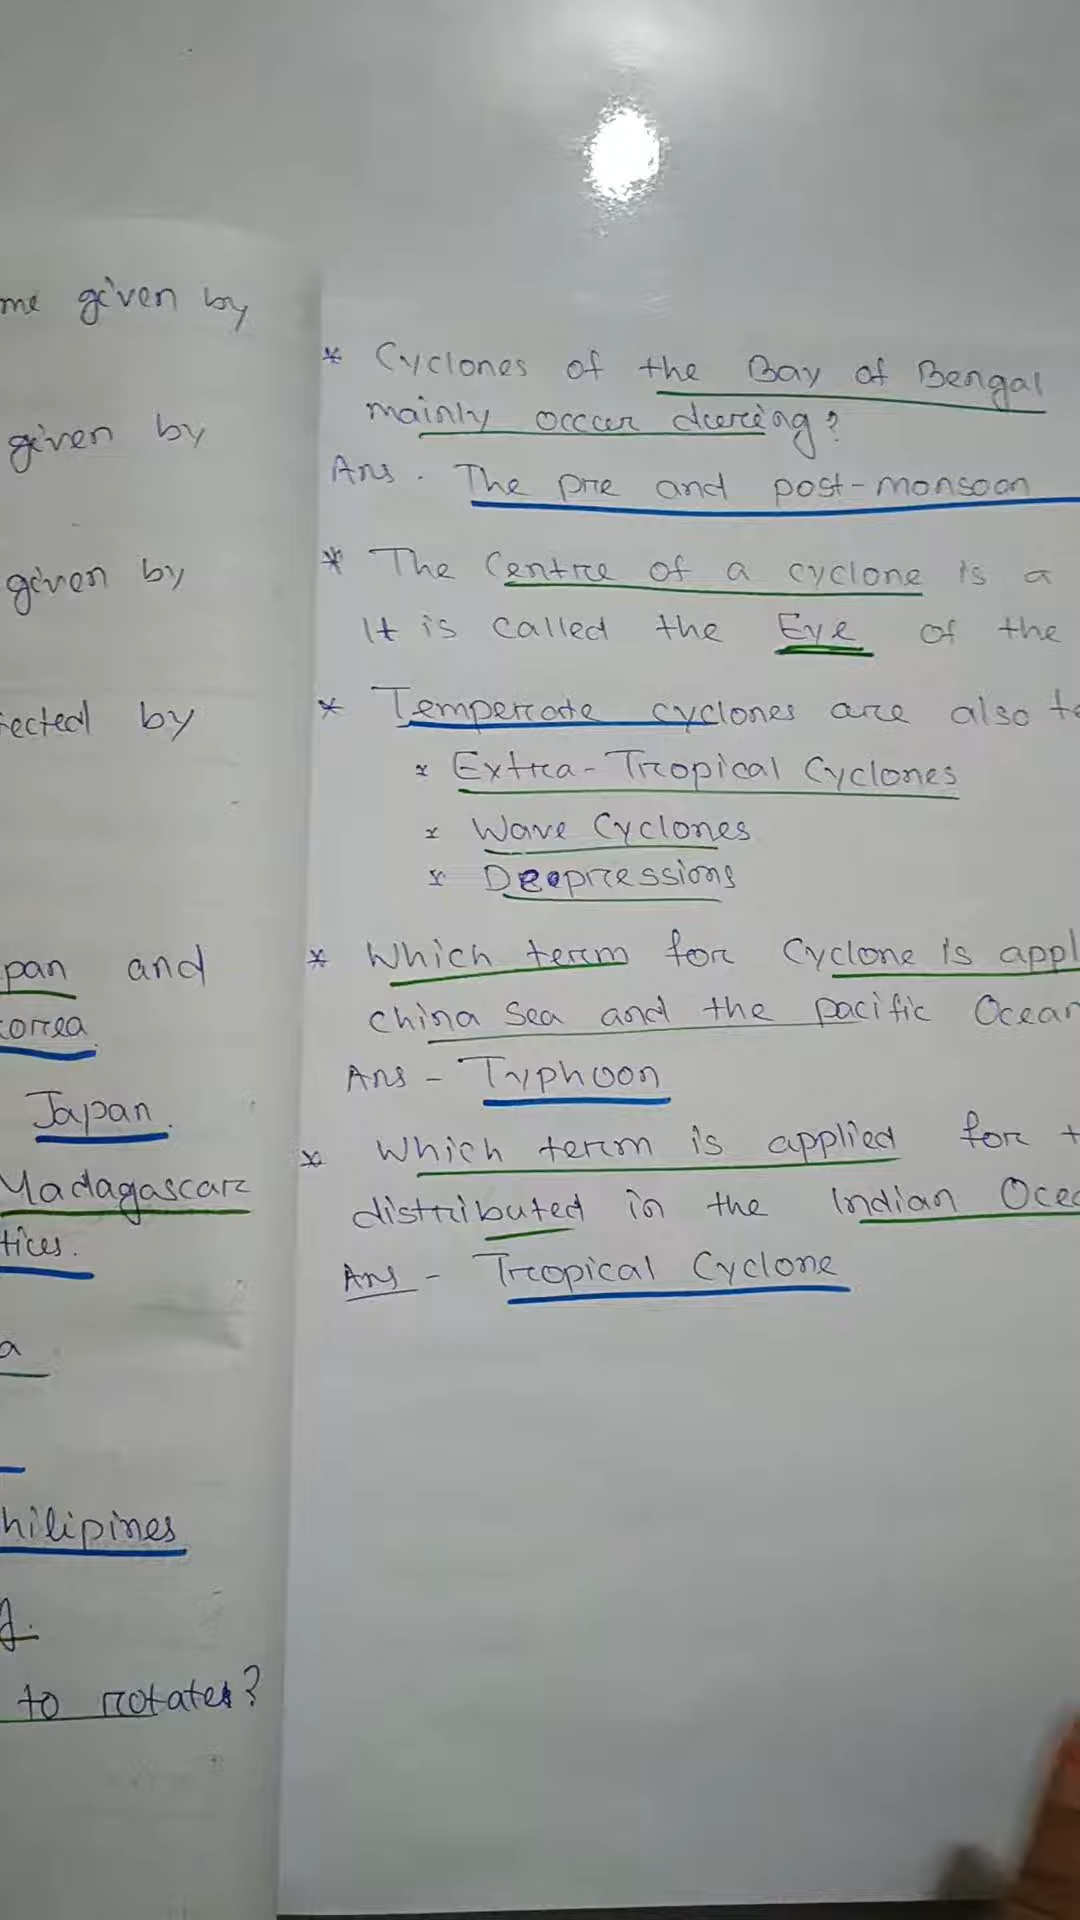 me given by
given by
given by
ected by
pan and
orea
Japan.
Madagascar
tices.
a
hilipines
to rotates?
* Cyclones of the Bay of Bengal
mainly occur during?
Ans. The pre and post-monsoon
* The Centre of a cyclone is a
It is called the Eye of the
* Temperate cyclones are also t
* Extra-Tropical Cyclones
* Wave Cyclones
* Deepressions
* Which term for Cyclone is appl
china sea and the pacific Ocean
Ans - Typhoon
* Which term is applied for t
distributed in the Indian Ocea
Ans - Tropical Cyclone